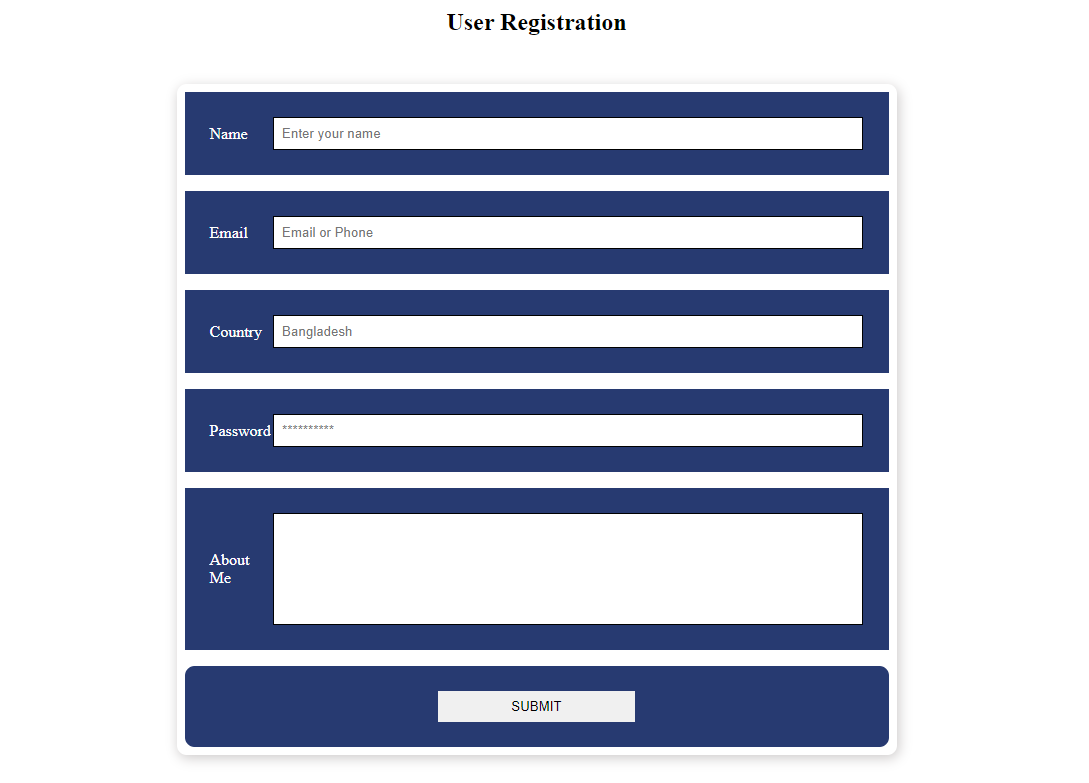 User Registration
Name Enter your name
Email Email or Phone
Country Bangladesh
Password **********
About
Me
SUBMIT